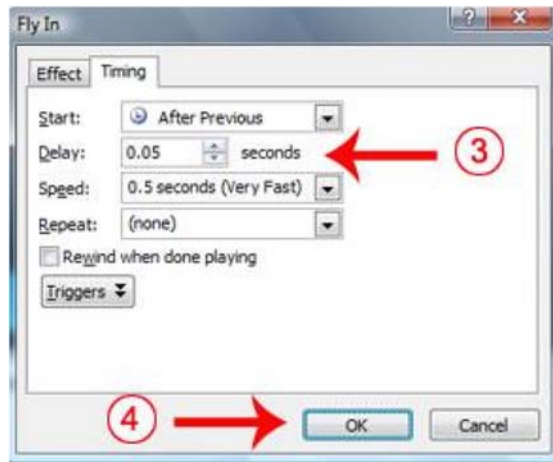 Fly In
Effect Timing
Start: After Previous
Delay: 0.05 seconds
3
Speed: 0.5 seconds (Very Fast)
Repeat: (none)
Rewind when done playing
Triggers
4
OK Cancel